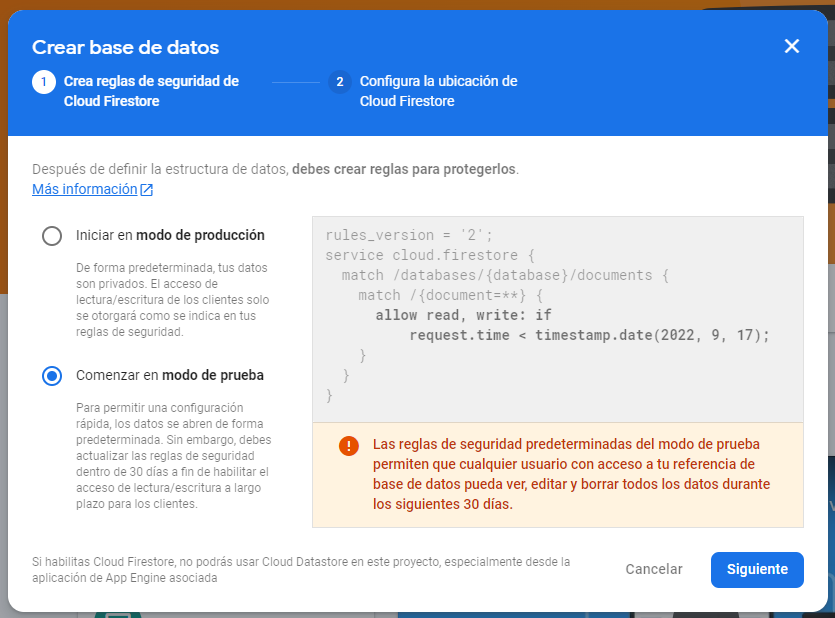 Crear base de datos
1 Crea reglas de seguridad de
Cloud Firestore
2 Configura la ubicación de
Cloud Firestore
Después de definir la estructura de datos, debes crear reglas para protegerlos.
Más información
Iniciar en modo de producción
De forma predeterminada, tus datos
son privados. El acceso de
lectura/escritura de los clientes solo
se otorgará como se indica en tus
reglas de seguridad.
Comenzar en modo de prueba
Para permitir una configuración
rápida, los datos se abren de forma
predeterminada. Sin embargo, debes
actualizar las reglas de seguridad
dentro de 30 días a fin de habilitar el
acceso de lectura/escritura a largo
plazo para los clientes.
rules_version = '2';
service cloud.firestore {
  match /databases/{database}/documents {
    match /{document=**} {
      allow read, write: if
          request.time < timestamp.date(2022, 9, 17);
    }
  }
}
Las reglas de seguridad predeterminadas del modo de prueba
permiten que cualquier usuario con acceso a tu referencia de
base de datos pueda ver, editar y borrar todos los datos durante
los siguientes 30 días.
Si habilitas Cloud Firestore, no podrás usar Cloud Datastore en este proyecto, especialmente desde la
aplicación de App Engine asociada
Cancelar
Siguiente